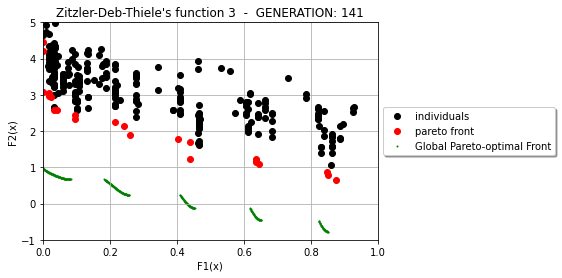 Zitzler-Deb-Thiele's function 3 - GENERATION: 141
5
4
3
2
1
0
−1
F2(x)
0.0 0.2 0.4 0.6 0.8 1.0
F1(x)
individuals
pareto front
Global Pareto-optimal Front